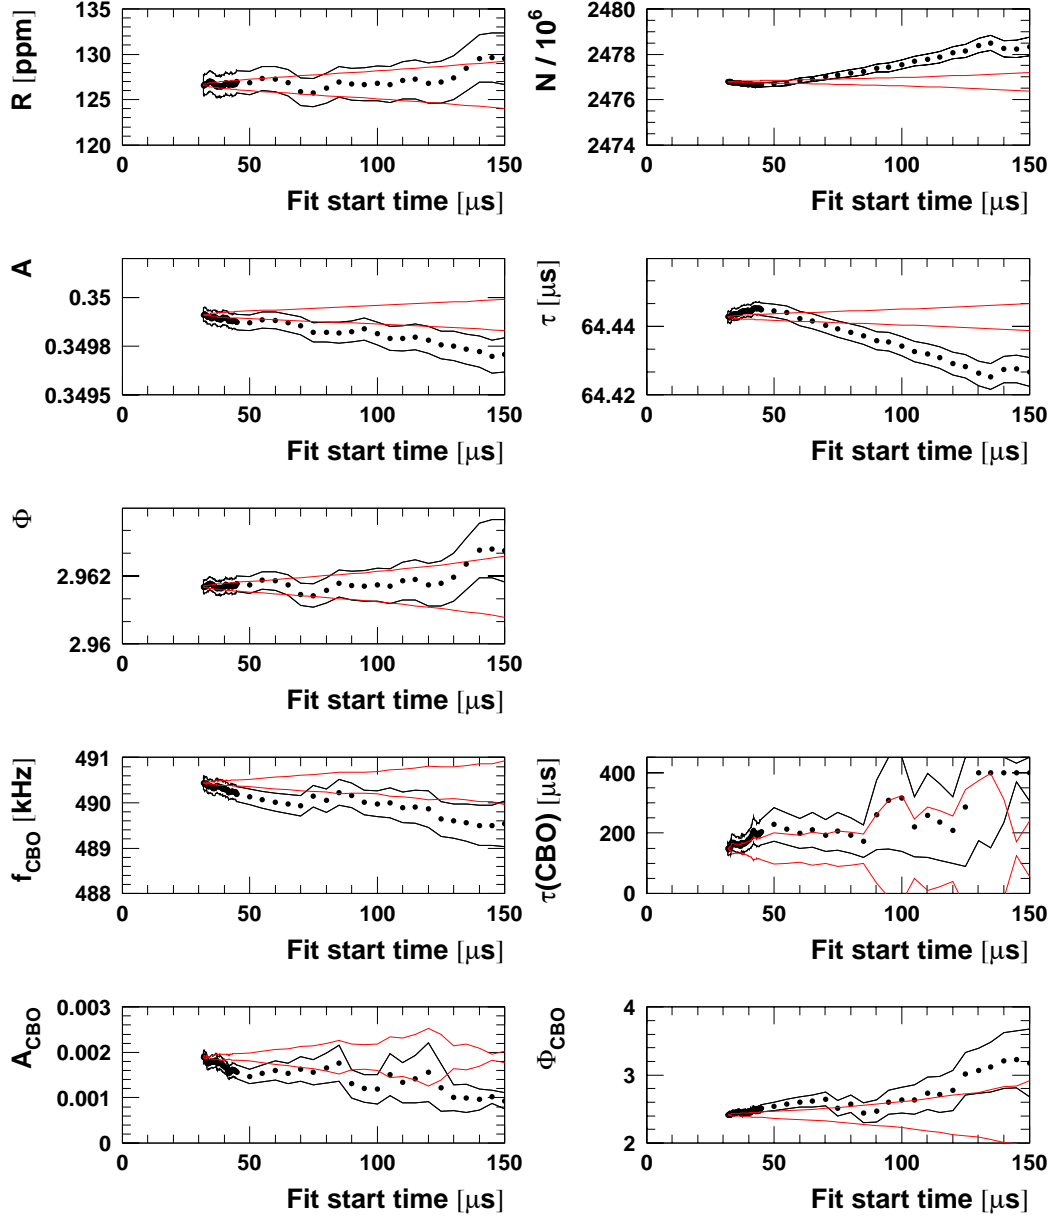 R [ppm]
135
130
125
120
0 50 100 150
Fit start time [μs]
N / 10⁶
2480
2478
2476
2474
0 50 100 150
Fit start time [μs]
A
0.35
0.3498
0.3495
0 50 100 150
Fit start time [μs]
τ [μs]
64.44
64.42
0 50 100 150
Fit start time [μs]
Φ
2.962
2.96
0 50 100 150
Fit start time [μs]
f_CBO [kHz]
491
490
489
488
0 50 100 150
Fit start time [μs]
τ(CBO) [μs]
400
200
0
0 50 100 150
Fit start time [μs]
A_CBO
0.003
0.002
0.001
0
0 50 100 150
Fit start time [μs]
Φ_CBO
4
3
2
0 50 100 150
Fit start time [μs]